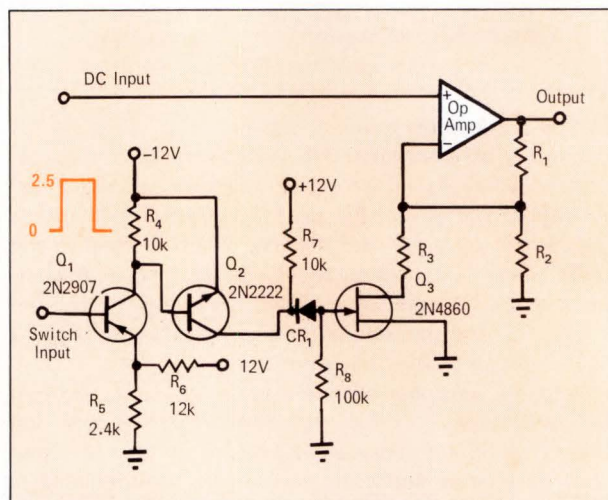 DC Input
+
Op
Amp
−
Output
R1
R2
R3
–12V
2.5
0
R4
10k
+12V
R7
10k
Q1
2N2907
Q2
2N2222
Q3
2N4860
CR1
Switch
Input
R6
12k
12V
R5
2.4k
R8
100k